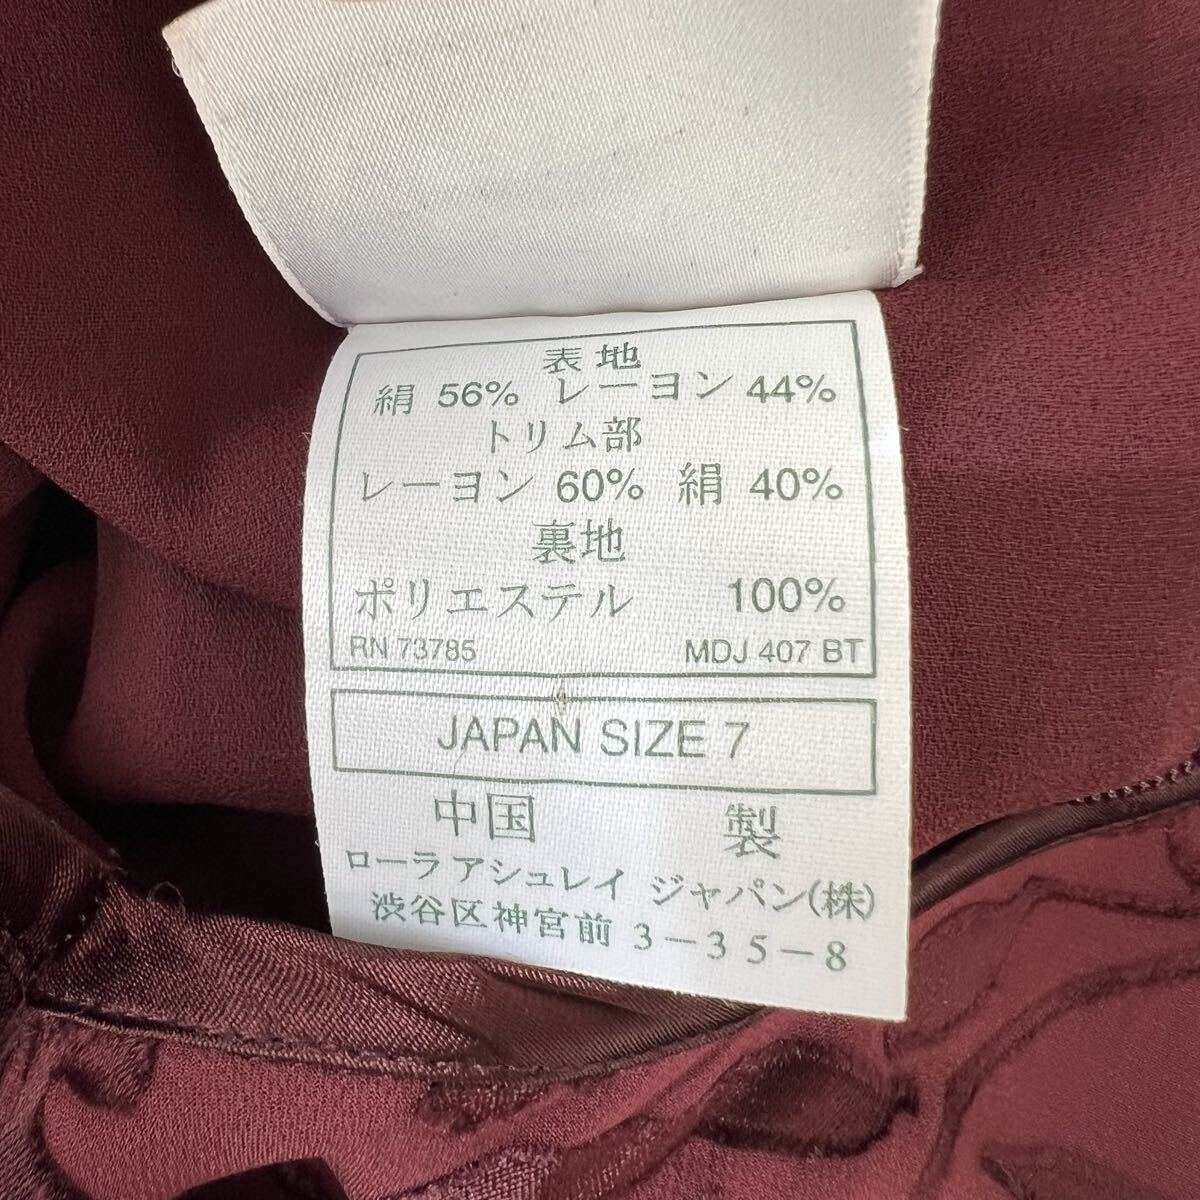 表地
絹 56% レーヨン 44%
トリム部
レーヨン 60% 絹 40%
裏地
ポリエステル 100%
RN 73785 MDJ 407 BT
JAPAN SIZE 7
中国 製
ローラ アシュレイ ジャパン(株)
渋谷区神宮前 3-35-8